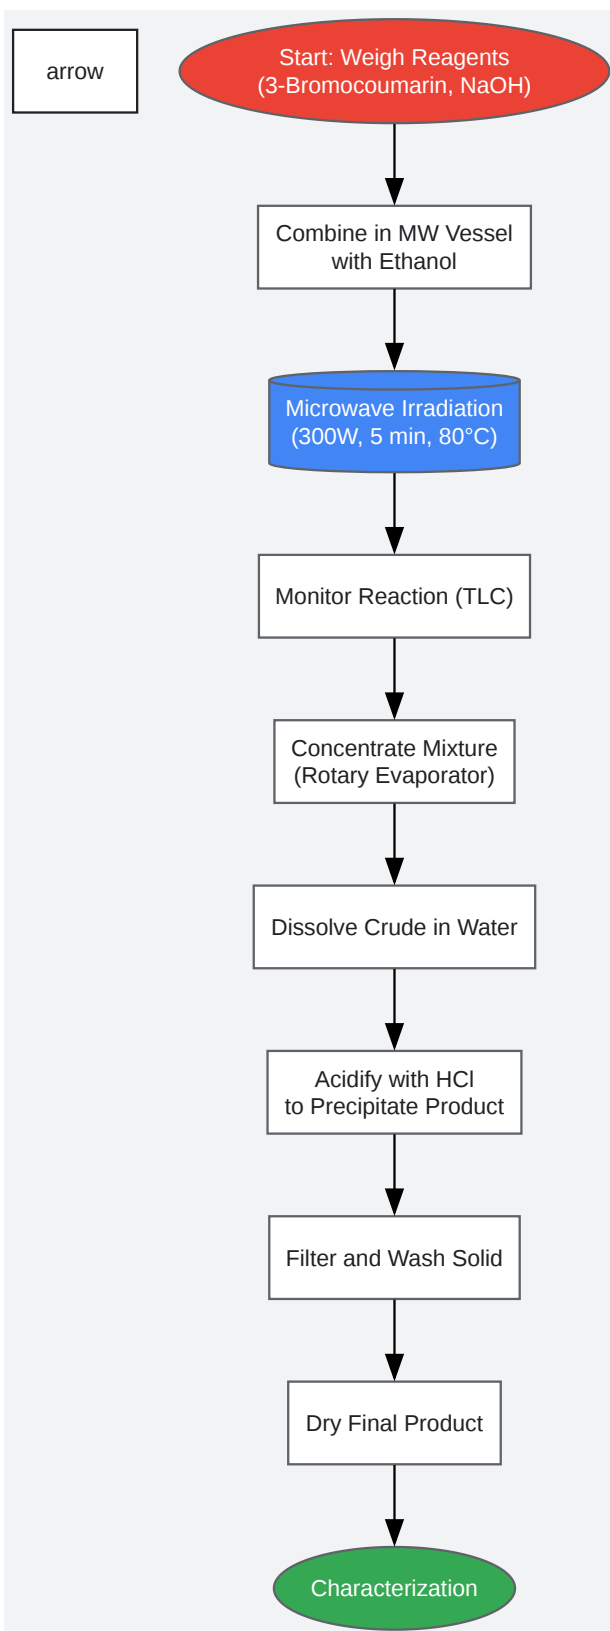 arrow
Start: Weigh Reagents
(3-Bromocoumarin, NaOH)
Combine in MW Vessel
with Ethanol
Microwave Irradiation
(300W, 5 min, 80°C)
Monitor Reaction (TLC)
Concentrate Mixture
(Rotary Evaporator)
Dissolve Crude in Water
Acidify with HCl
to Precipitate Product
Filter and Wash Solid
Dry Final Product
Characterization